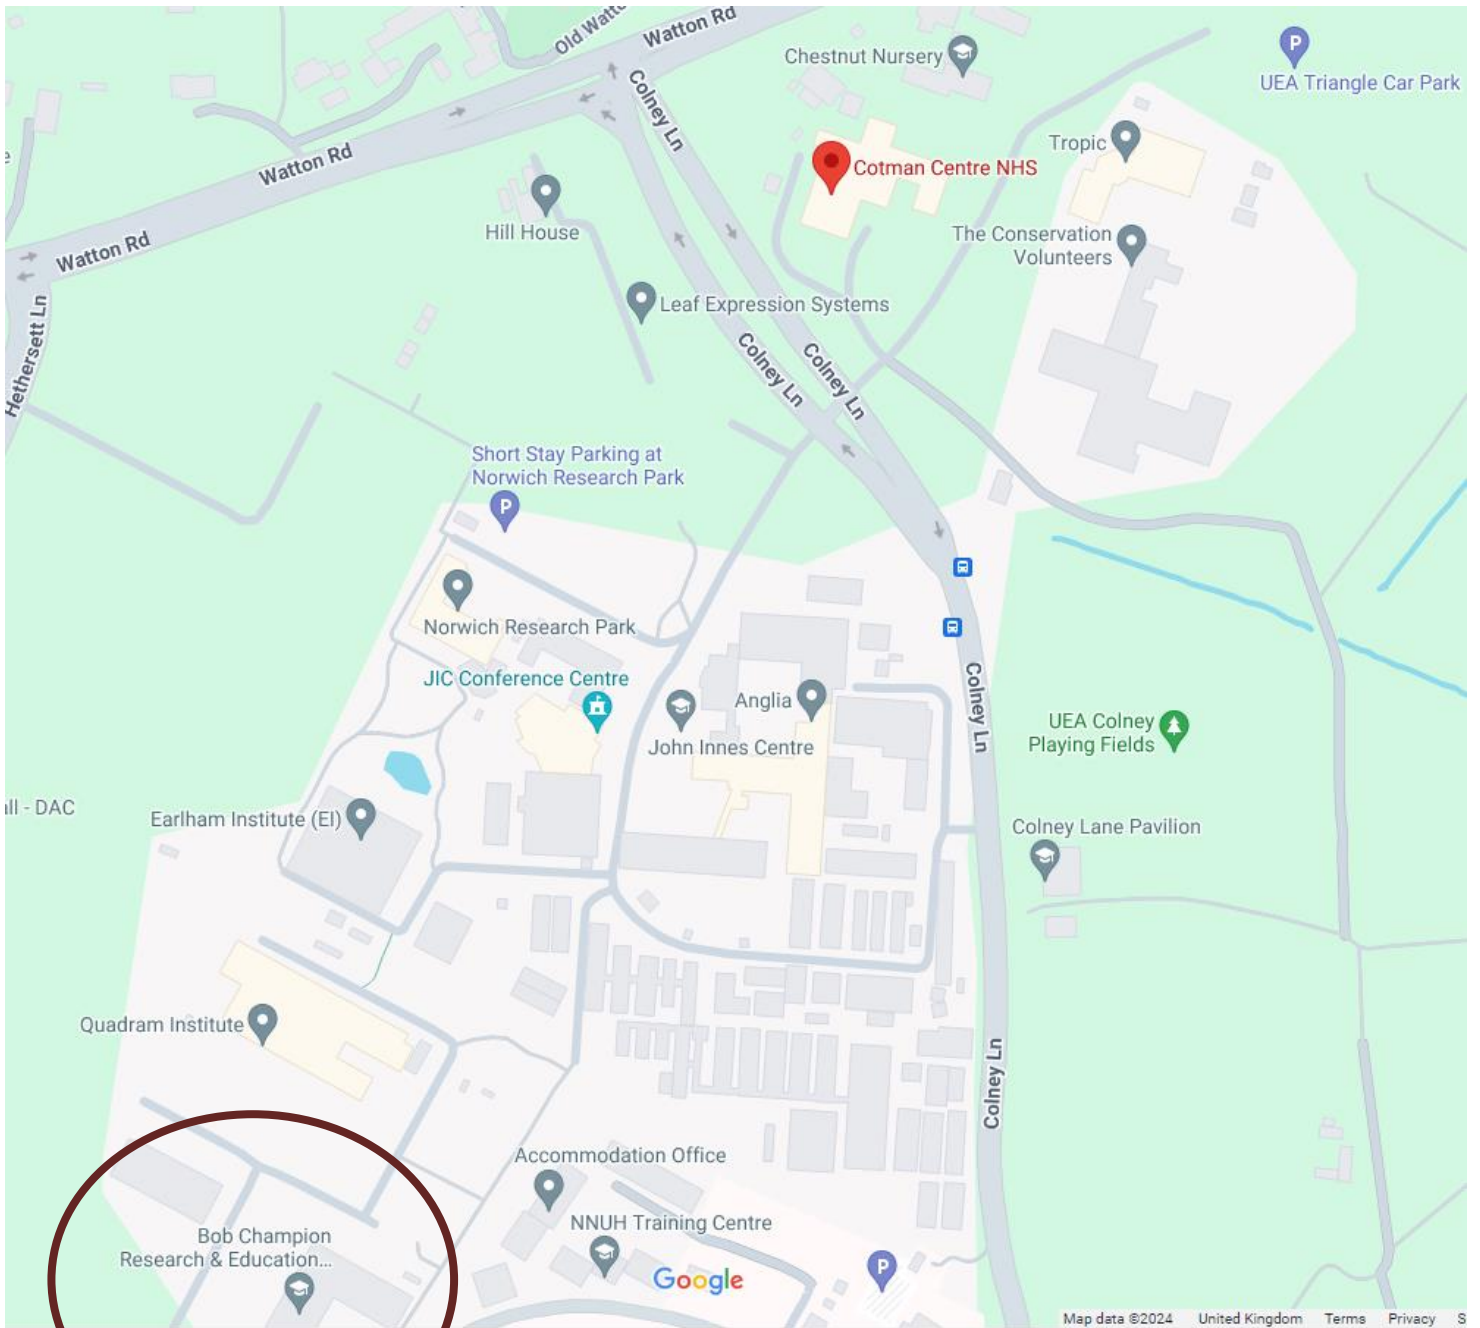 Old Watto
Watton Rd
Chestnut Nursery
P
UEA Triangle Car Park
Colney Ln
Watton Rd
Tropic
Cotman Centre NHS
Hill House
The Conservation
Volunteers
Watton Rd
Leaf Expression Systems
Hethersett Ln
Colney Ln
Colney Ln
Short Stay Parking at
Norwich Research Park
P
Norwich Research Park
JIC Conference Centre
Anglia
John Innes Centre
Colney Ln
UEA Colney
Playing Fields
all - DAC
Earlham Institute (EI)
Colney Lane Pavilion
Quadram Institute
Colney Ln
Accommodation Office
NNUH Training Centre
Bob Champion
Research & Education...
Google
P
Map data ©2024 United Kingdom Terms Privacy S